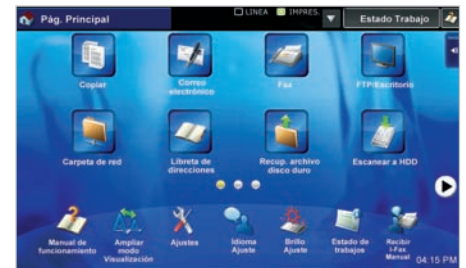 Pág. Principal
LÍNEA
IMPRES.
Estado Trabajo
Copiar
Correo
electrónico
Fax
FTP/Escritorio
Carpeta de red
Libreta de
direcciones
Recup. archivo
disco duro
Escanear a HDD
Manual de
funcionamiento
Ampliar
modo
Visualización
Ajustes
Idioma
Ajuste
Brillo
Ajuste
Estado de
trabajos
Recibir
I-Fax
Manual
04:15 PM